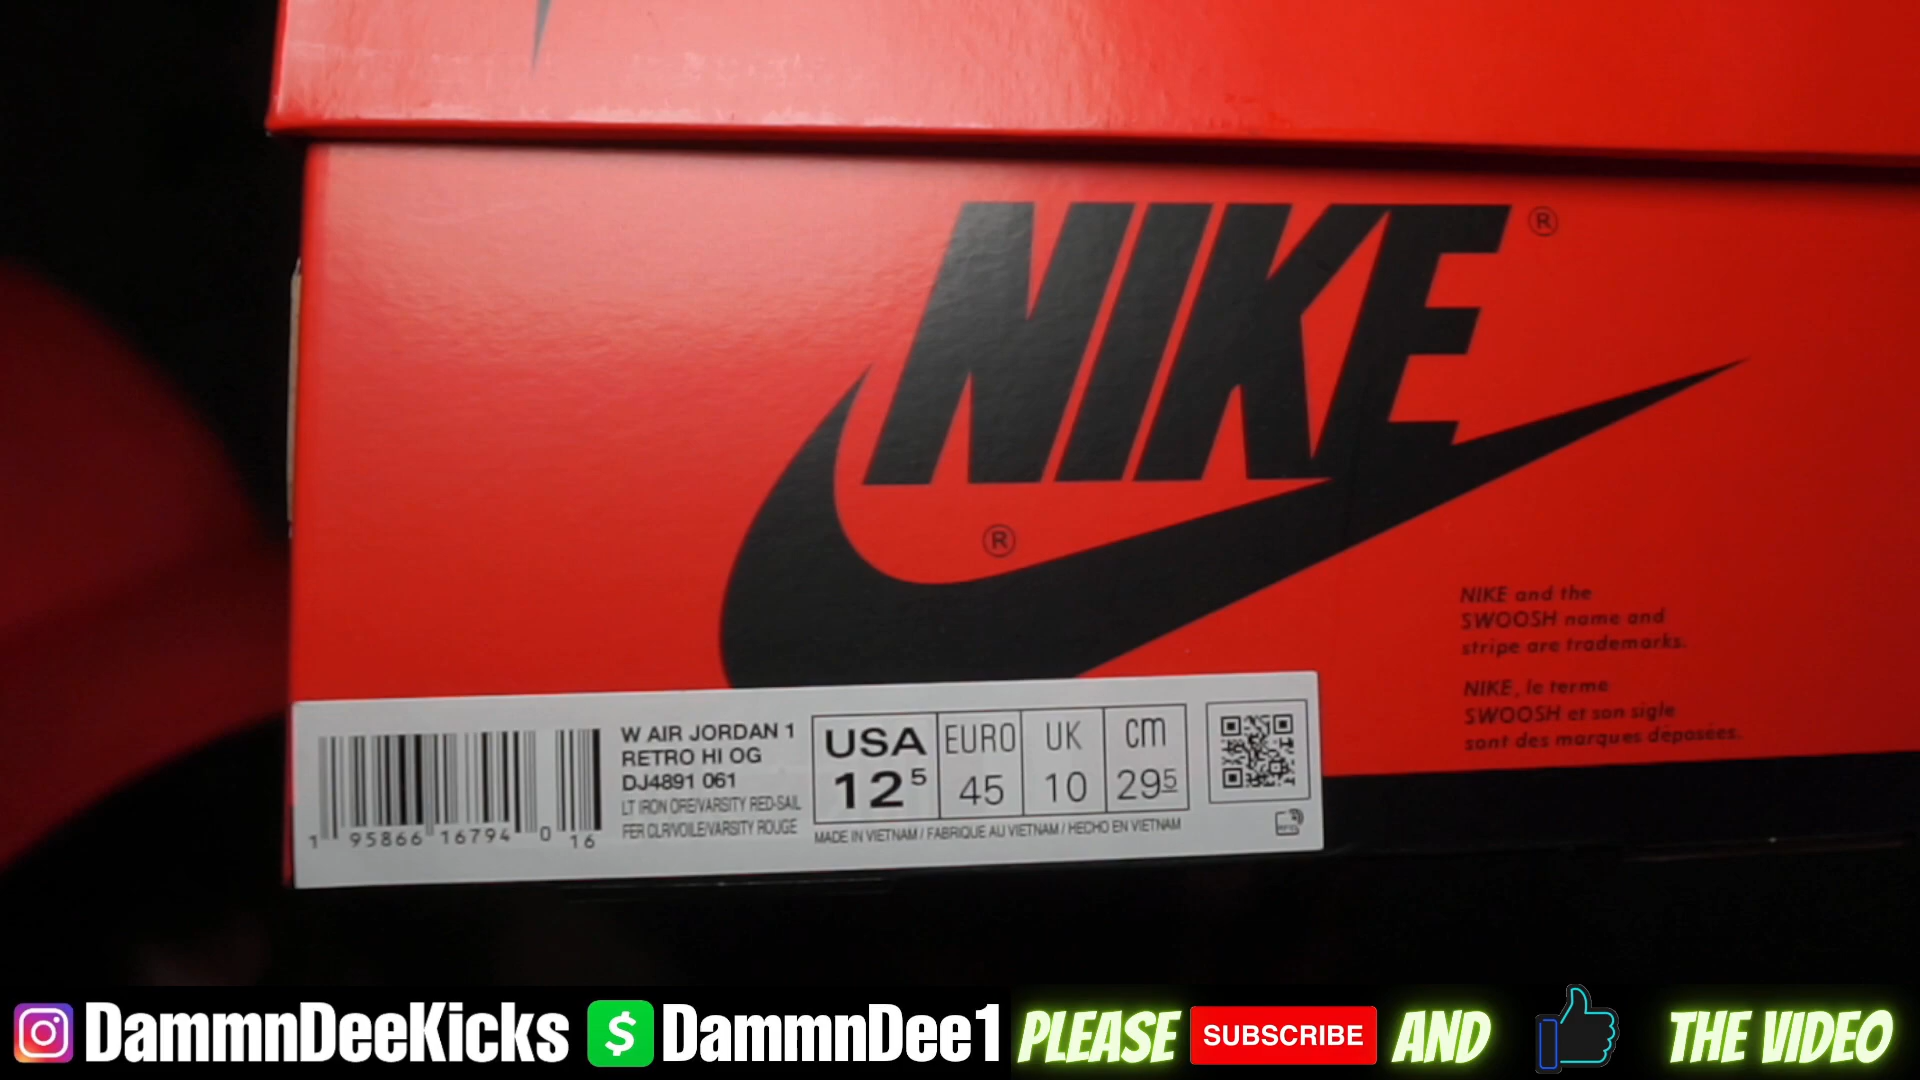 NIKE ®
®
NIKE and the
SWOOSH name and
stripe are trademarks.
NIKE, le terme
SWOOSH et son sigle
sont des marques deposées.
1 95866 16794 0 16
W AIR JORDAN 1
RETRO HI OG
DJ4891 061
LT IRON ORE/VARSITY RED-SAIL
FER CLR/VOILE/VARSITY ROUGE
USA EURO UK cm
12⁵ 45 10 29⁵
MADE IN VIETNAM / FABRIQUE AU VIETNAM / HECHO EN VIETNAM
DammnDeeKicks $ DammnDee1 PLEASE SUBSCRIBE AND THE VIDEO